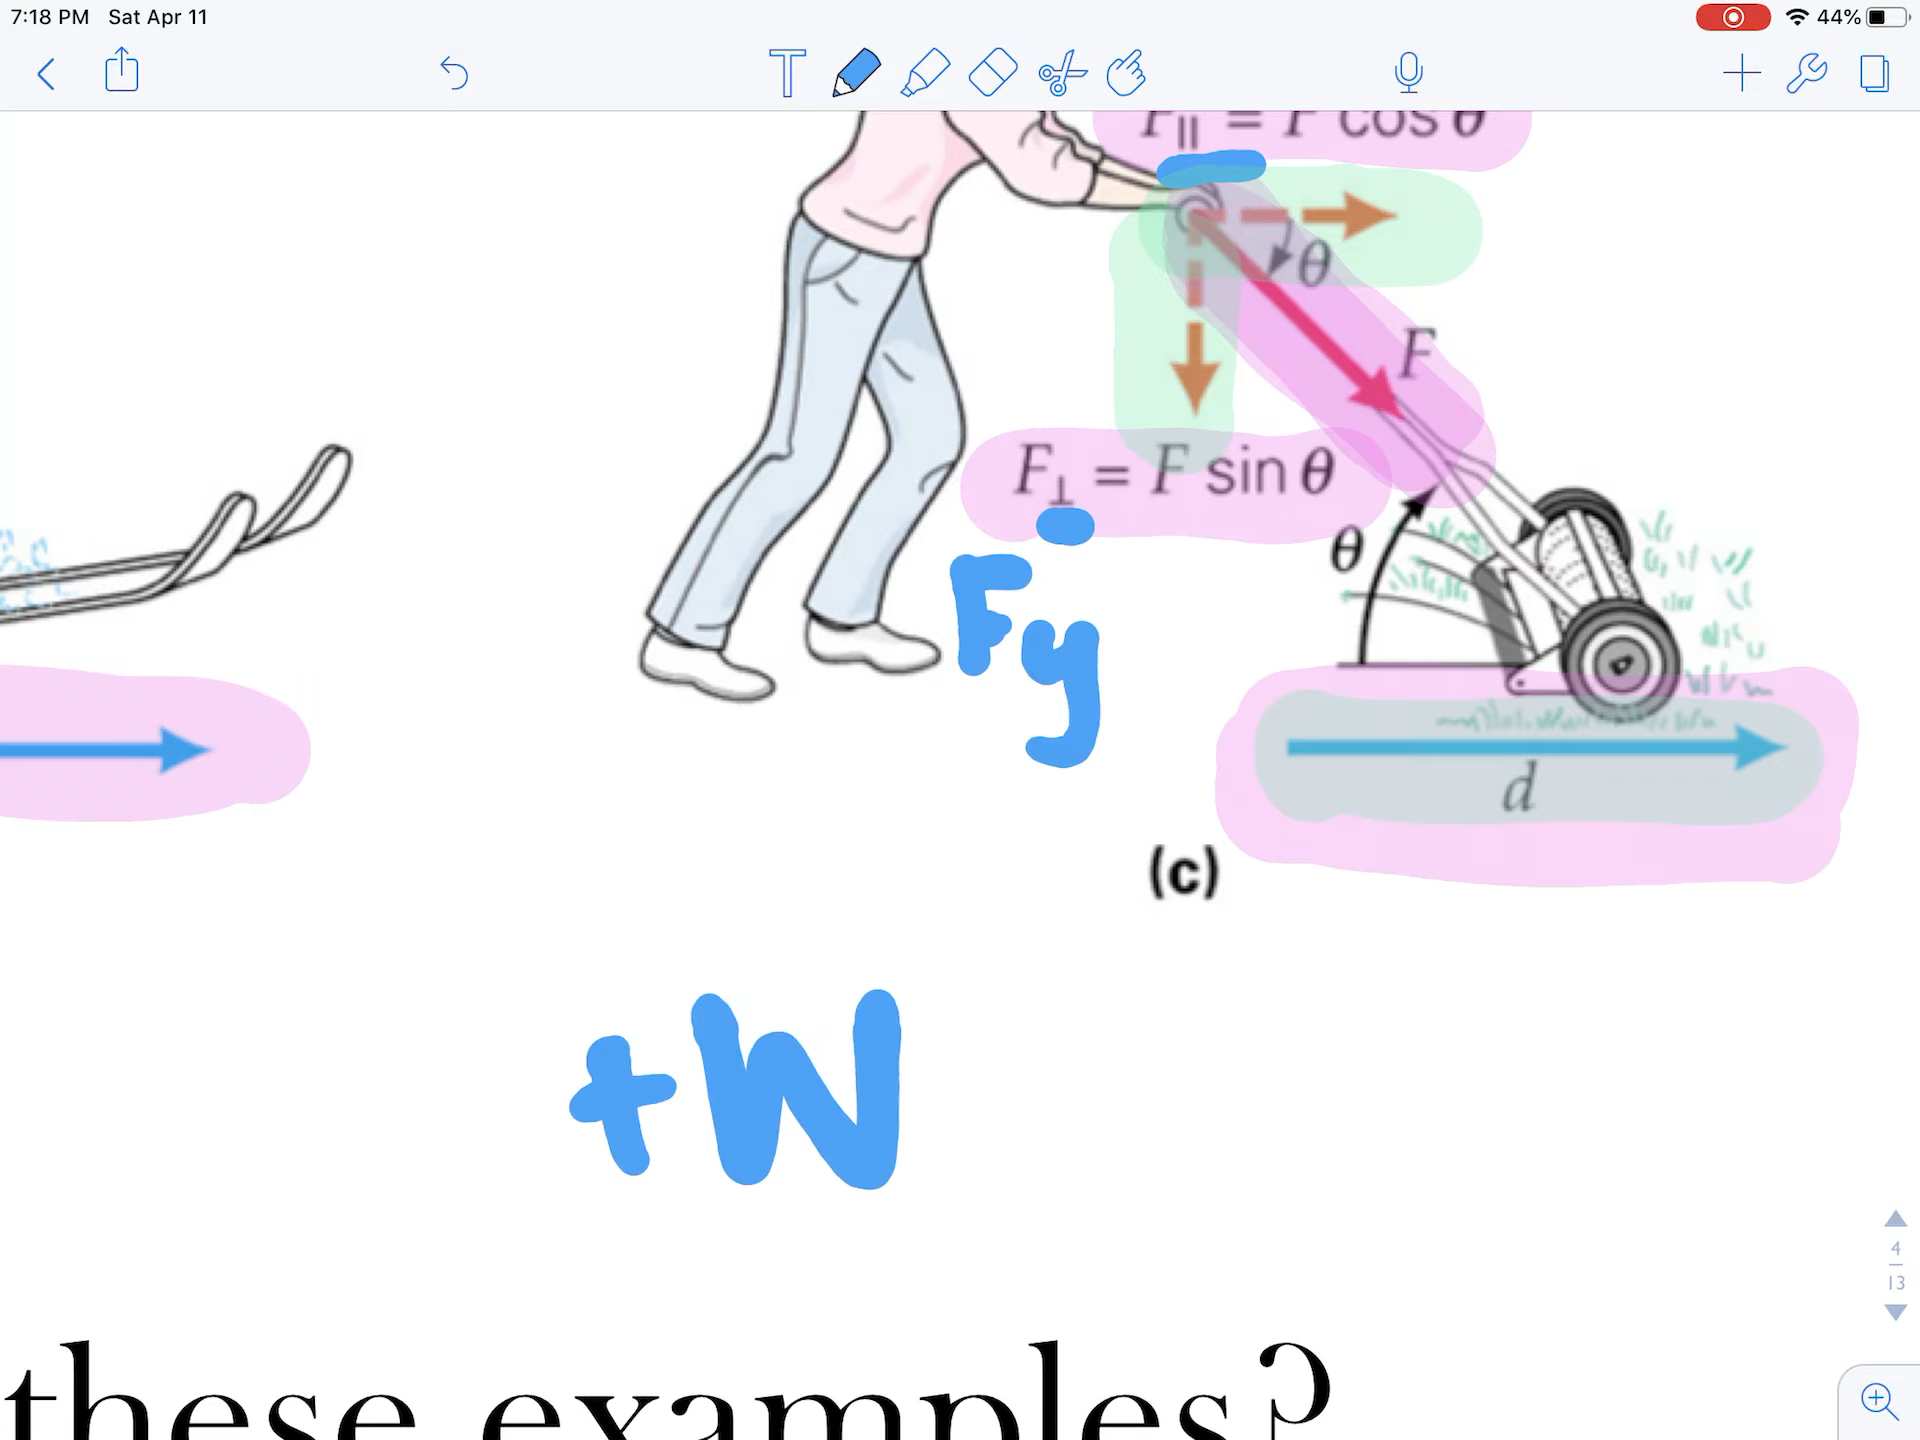 7:18 PM Sat Apr 11
44%
T
F∥ = F cos θ
θ
F
F⊥ = F sin θ
θ
Fy
d
(c)
+W
4
13
these examples?